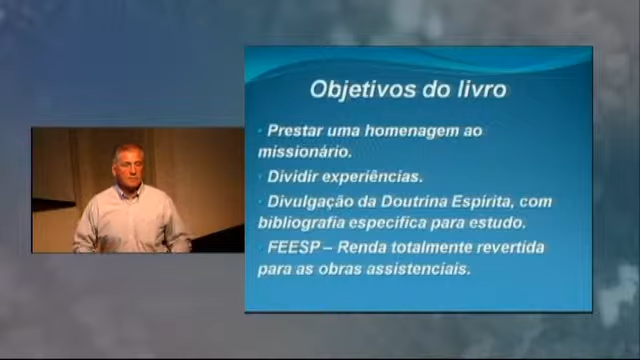 Objetivos do livro
• Prestar uma homenagem ao
missionário.
• Dividir experiências.
• Divulgação da Doutrina Espírita, com
bibliografia especifica para estudo.
• FEESP – Renda totalmente revertida
para as obras assistenciais.